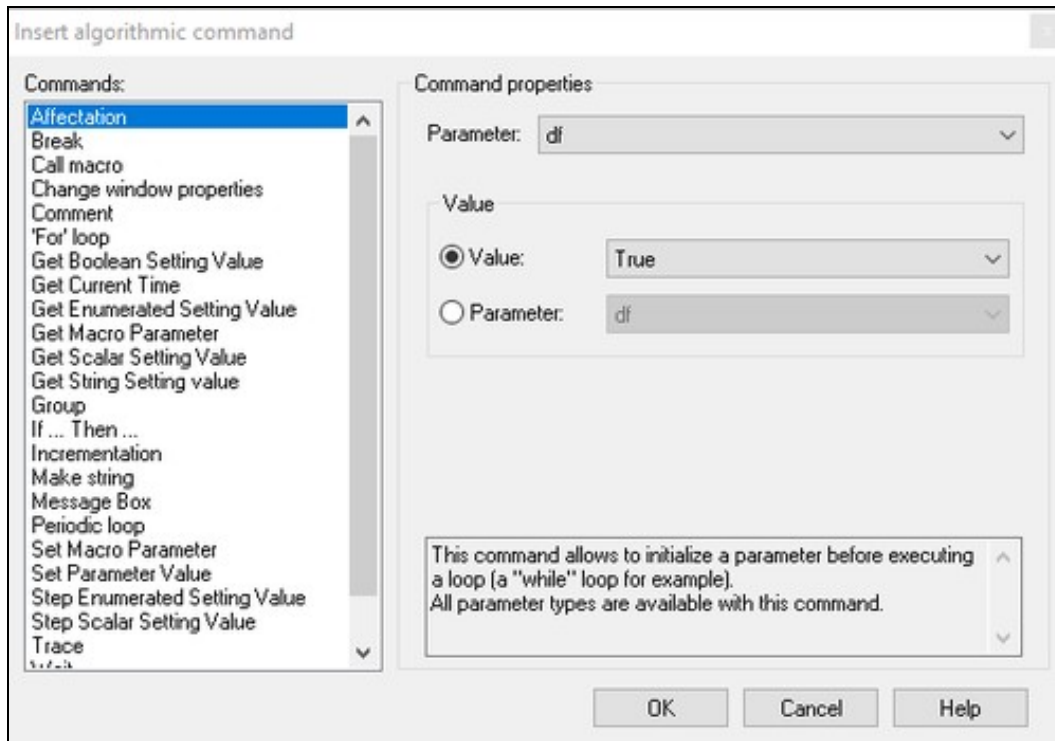 Insert algorithmic command
Commands:
Affectation
Break
Call macro
Change window properties
Comment
'For' loop
Get Boolean Setting Value
Get Current Time
Get Enumerated Setting Value
Get Macro Parameter
Get Scalar Setting Value
Get String Setting value
Group
If ... Then ...
Incrementation
Make string
Message Box
Periodic loop
Set Macro Parameter
Set Parameter Value
Step Enumerated Setting Value
Step Scalar Setting Value
Trace
Command properties
Parameter: df
Value
Value: True
Parameter: df
This command allows to initialize a parameter before executing
a loop (a "while" loop for example).
All parameter types are available with this command.
OK Cancel Help